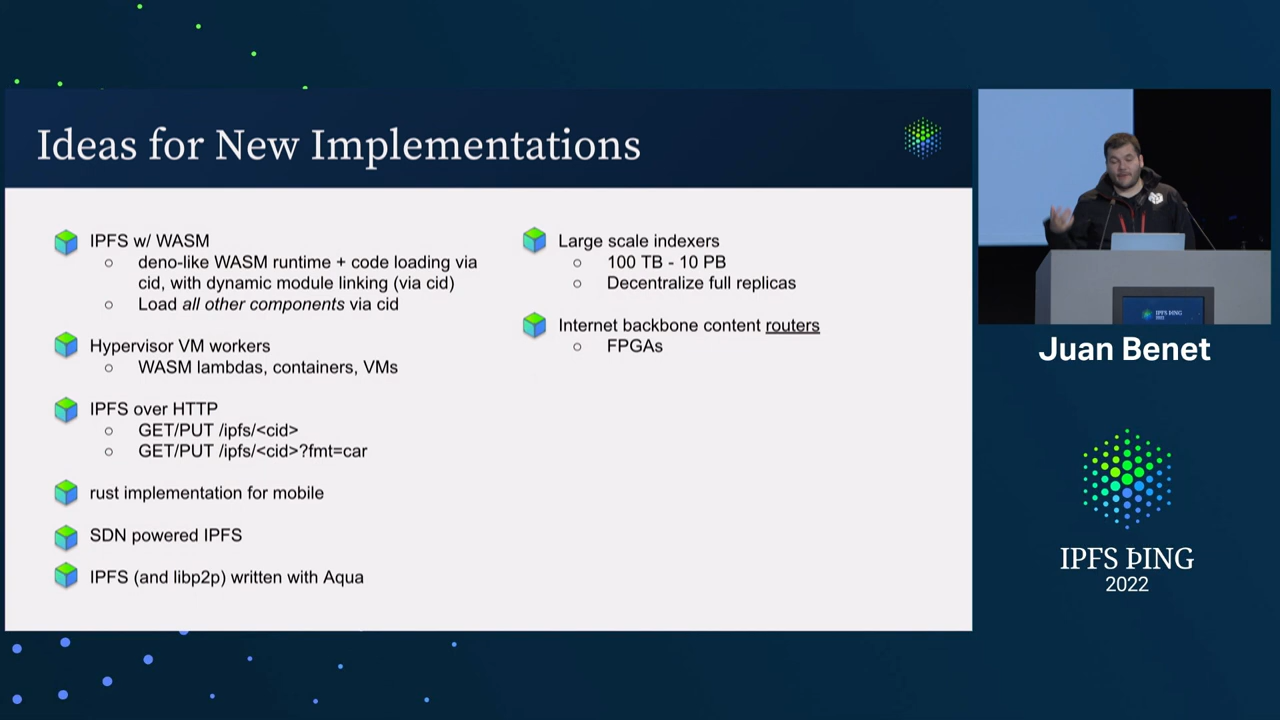 Ideas for New Implementations
IPFS w/ WASM
○ deno-like WASM runtime + code loading via
cid, with dynamic module linking (via cid)
○ Load all other components via cid
Hypervisor VM workers
○ WASM lambdas, containers, VMs
IPFS over HTTP
○ GET/PUT /ipfs/<cid>
○ GET/PUT /ipfs/<cid>?fmt=car
rust implementation for mobile
SDN powered IPFS
IPFS (and libp2p) written with Aqua
Large scale indexers
○ 100 TB - 10 PB
○ Decentralize full replicas
Internet backbone content routers
○ FPGAs
IPFS ÞING
2022
Juan Benet
IPFS ÞING
2022